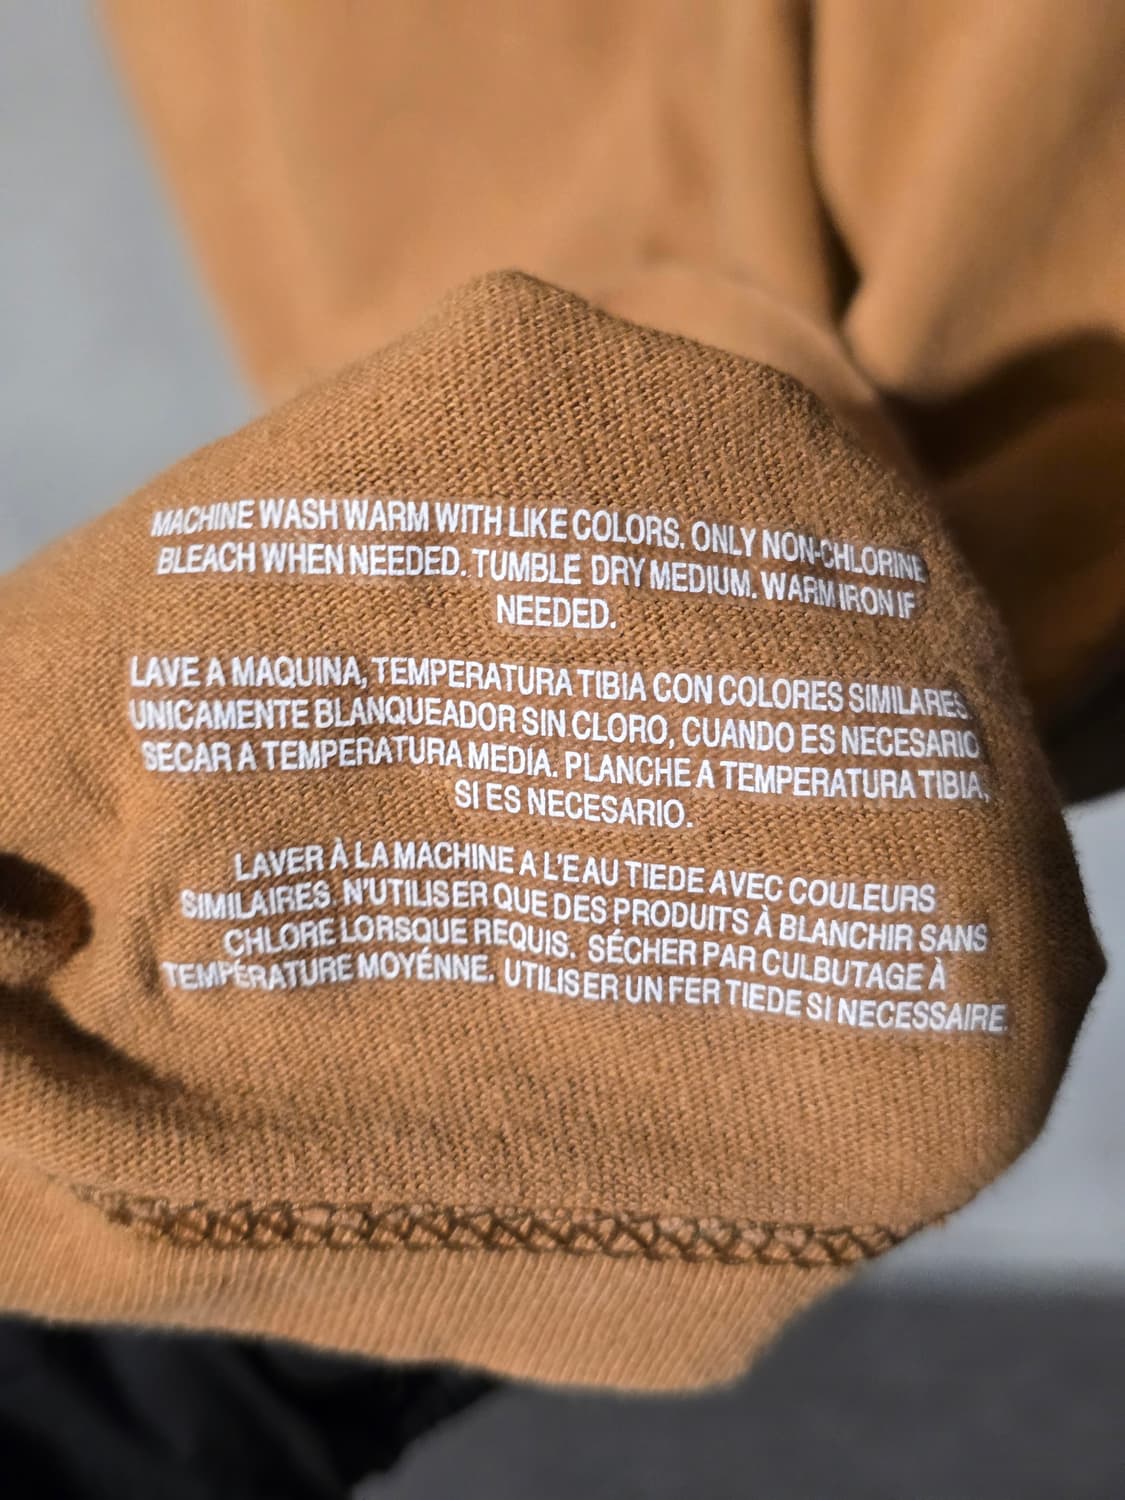 MACHINE WASH WARM WITH LIKE COLORS. ONLY NON-CHLORINE
BLEACH WHEN NEEDED. TUMBLE DRY MEDIUM. WARM IRON IF
NEEDED.
LAVE A MAQUINA, TEMPERATURA TIBIA CON COLORES SIMILARES.
UNICAMENTE BLANQUEADOR SIN CLORO, CUANDO ES NECESARIO
SECAR A TEMPERATURA MEDÍA. PLANCHE A TEMPERATURA TIBIA,
SI ES NECESARIO.
LAVER À LA MACHINE A L'EAU TIEDE AVEC COULEURS
SIMILAIRES. N'UTILISER QUE DES PRODUITS À BLANCHIR SANS
CHLORE LORSQUE REQUIS. SÉCHER PAR CULBUTAGE À
TEMPÉRATURE MOYÉNNE. UTILISER UN FER TIEDE SI NECESSAIRE.